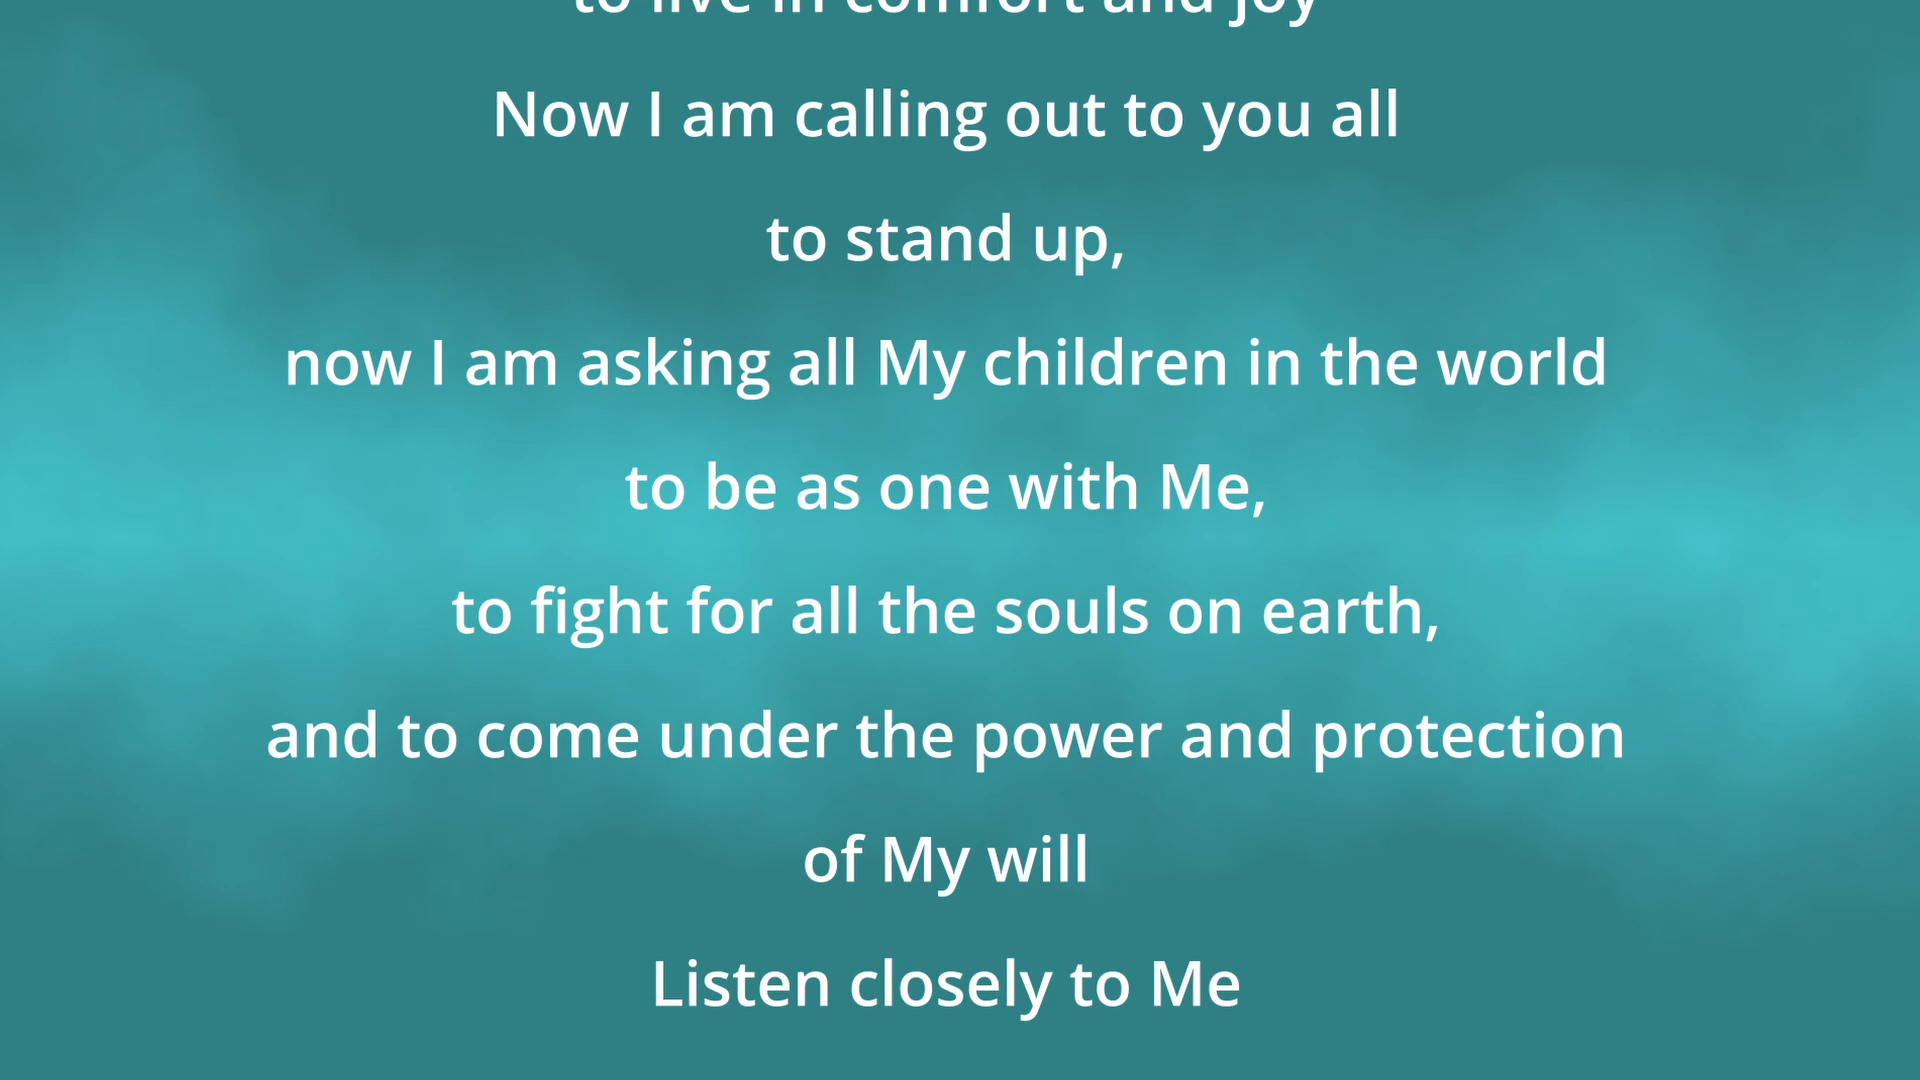 to live in comfort and joy
Now I am calling out to you all
to stand up,
now I am asking all My children in the world
to be as one with Me,
to fight for all the souls on earth,
and to come under the power and protection
of My will
Listen closely to Me